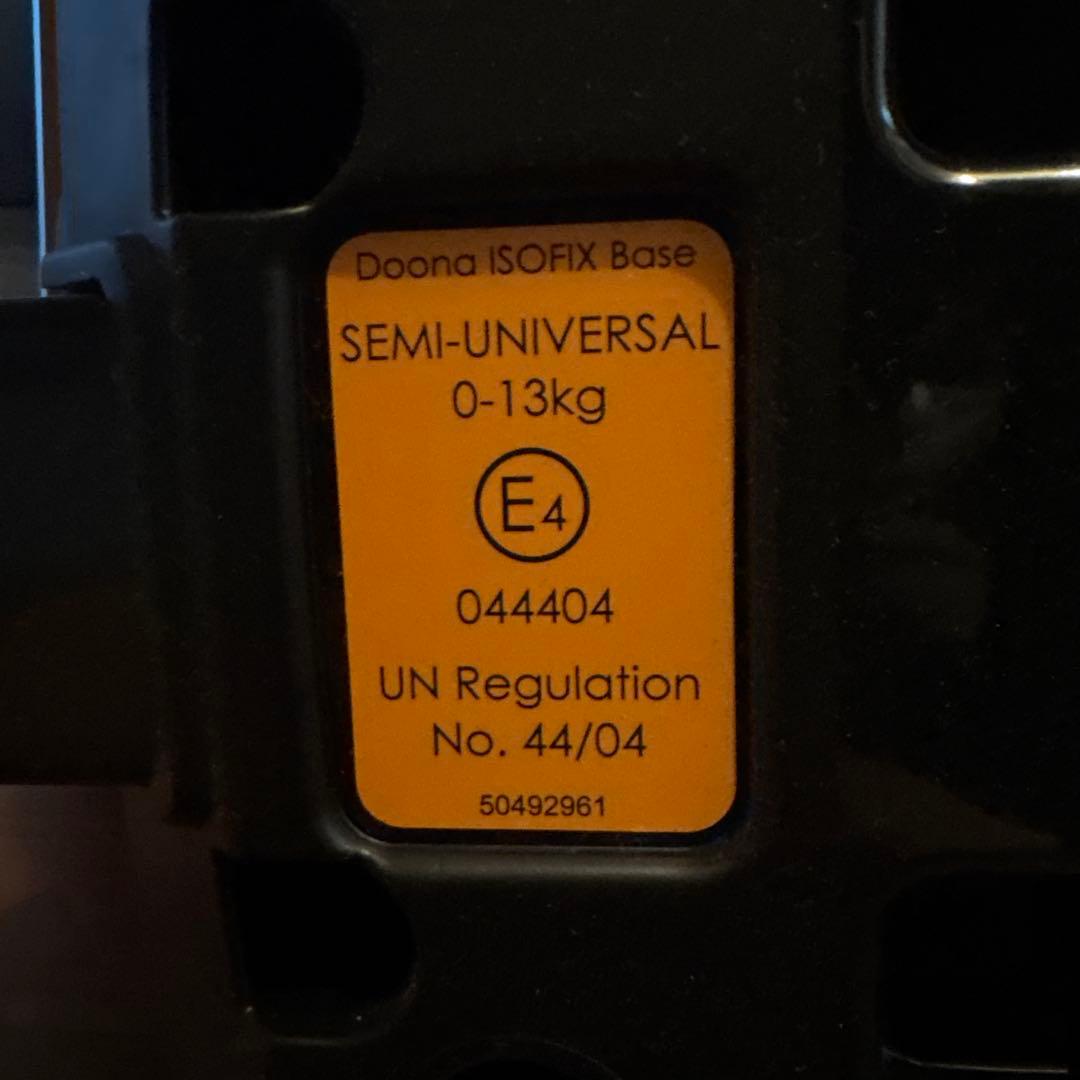 Doona ISOFIX Base
SEMI-UNIVERSAL
0-13kg
E4
044404
UN Regulation
No. 44/04
50492961